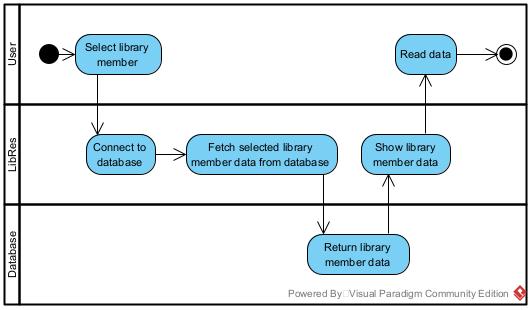 User
Select library
member
Read data
LibRes
Connect to
database
Fetch selected library
member data from database
Show library
member data
Database
Return library
member data
Powered By Visual Paradigm Community Edition